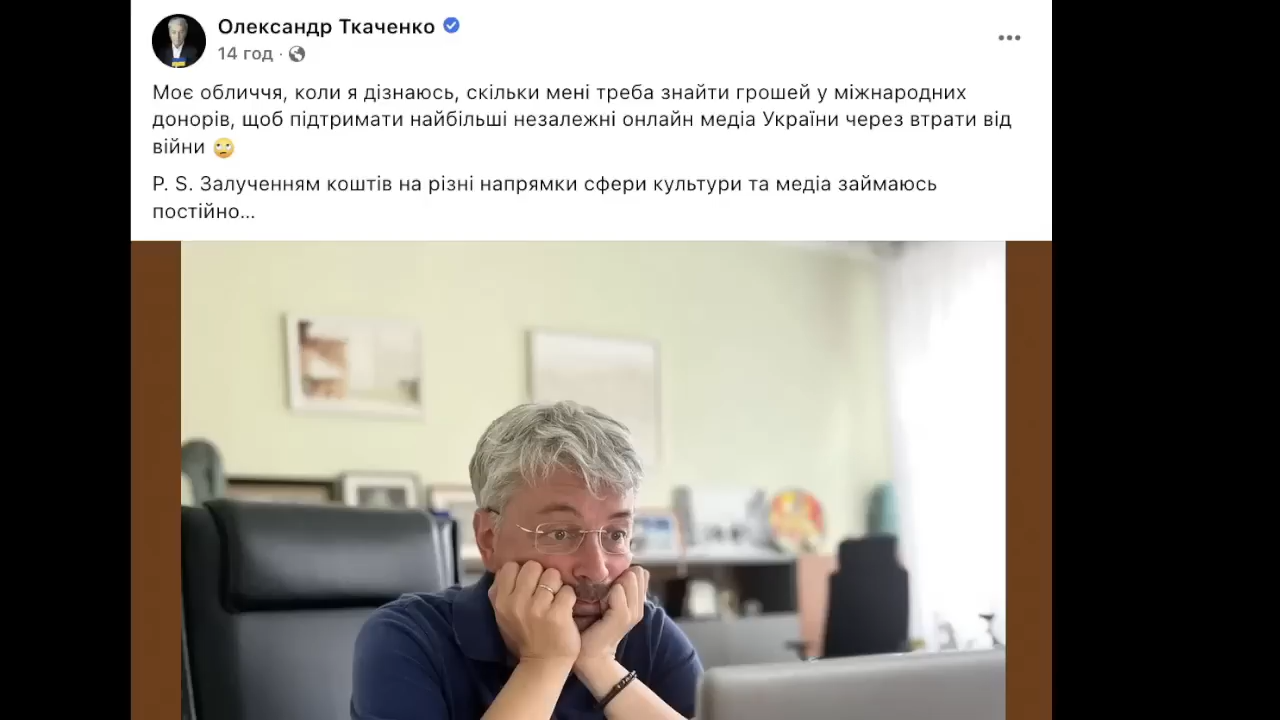 Олександр Ткаченко
14 год ·
Моє обличчя, коли я дізнаюсь, скільки мені треба знайти грошей у міжнародних
донорів, щоб підтримати найбільші незалежні онлайн медіа України через втрати від
війни 🙄
P. S. Залученням коштів на різні напрямки сфери культури та медіа займаюсь
постійно...